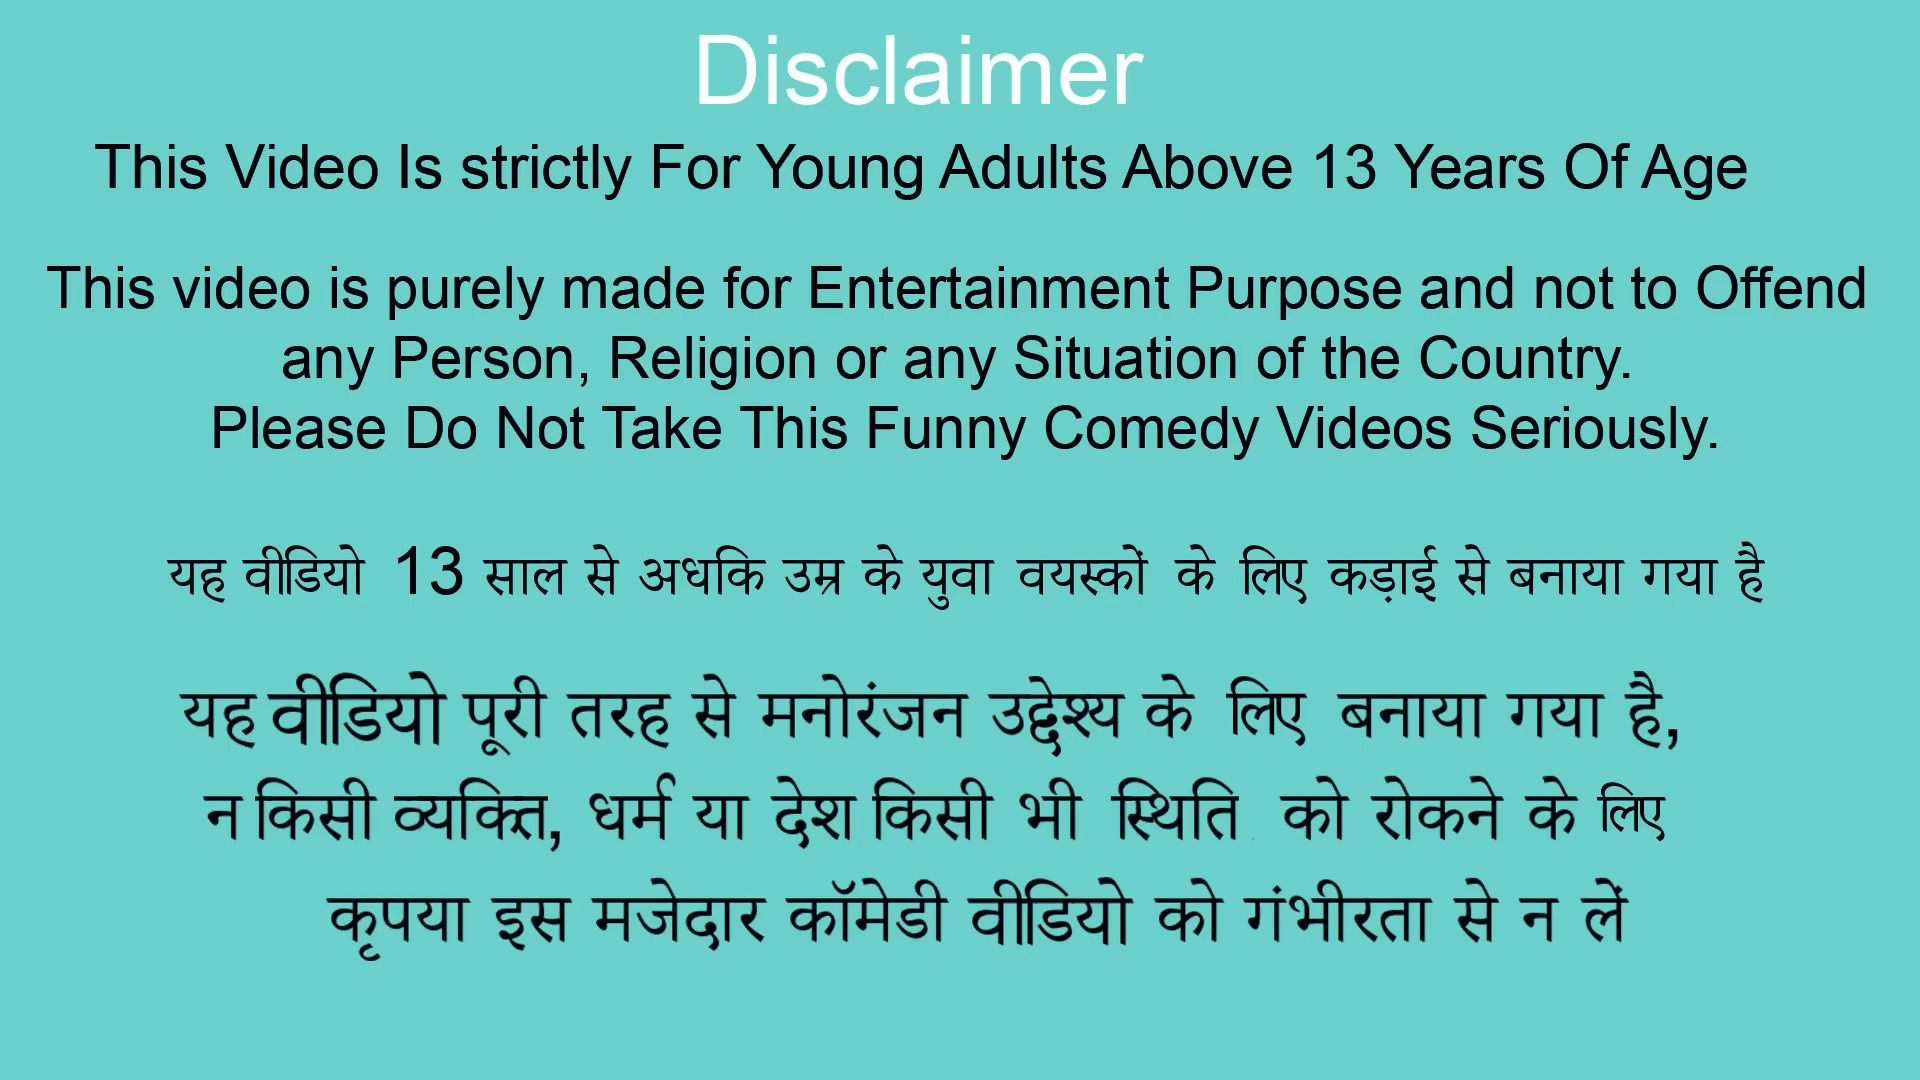 Disclaimer
This Video Is strictly For Young Adults Above 13 Years Of Age
This video is purely made for Entertainment Purpose and not to Offend
any Person, Religion or any Situation of the Country.
Please Do Not Take This Funny Comedy Videos Seriously.
यह वीडियो 13 साल से अधकि उम्र के युवा वयस्कों के लिए कड़ाई से बनाया गया है
यह वीडियो पूरी तरह से मनोरंजन उद्देश्य के लिए बनाया गया है,
न किसी व्यक्ति, धर्म या देश किसी भी स्थिति को रोकने के लिए
कृपया इस मजेदार कॉमेडी वीडियो को गंभीरता से न लें